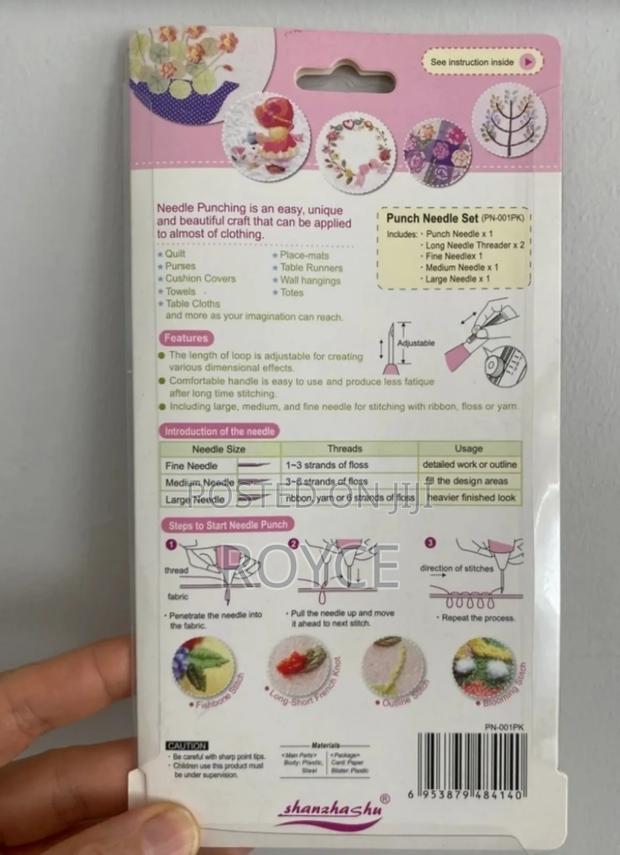 See instruction inside
Needle Punching is an easy, unique
and beautiful craft that can be applied
to almost of clothing.
Quilt
Purses
Cushion Covers
Towels
Table Cloths
Place-mats
Table Runners
Wall hangings
Totes
and more as your imagination can reach.
Punch Needle Set (PN-001PK)
Includes: · Punch Needle x 1
· Long Needle Threader x 2
· Fine Needlex 1
· Medium Needle x 1
· Large Needle x 1
Features
The length of loop is adjustable for creating
various dimensional effects.
Comfortable handle is easy to use and produce less fatique
after long time stitching.
Including large, medium, and fine needle for stitching with ribbon, floss or yarn.
Adjustable
Introduction of the needle
Needle Size Threads Usage
Fine Needle 1~3 strands of floss detailed work or outline
Medium Needle 3~6 strands of floss fill the design areas
Large Needle ribbon, yarn or 6 strands of floss heavier finished look
POSTED ON JIJI
ROYCE
Steps to Start Needle Punch
1
thread
fabric
· Penetrate the needle into
the fabric.
2
· Pull the needle up and move
it ahead to next stitch.
3
direction of stitches
· Repeat the process.
Fishbone Stitch
Long-Short French Knot
Outline Stitch
Blooming Stitch
CAUTION
· Be careful with sharp point tips.
· Children use this product must
be under supervision.
Materials
<Main Parts>
Body: Plastic,
Steel
<Package>
Card: Paper
Blister: Plastic
PN-001PK
6 953879 484140
shanzhashu®